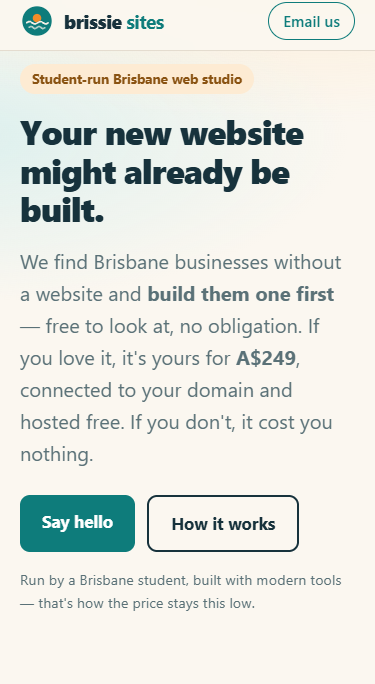 brissie sites
Email us
Student-run Brisbane web studio
Your new website
might already be
built.
We find Brisbane businesses without
a website and build them one first
— free to look at, no obligation. If
you love it, it's yours for A$249,
connected to your domain and
hosted free. If you don't, it cost you
nothing.
Say hello
How it works
Run by a Brisbane student, built with modern tools
— that's how the price stays this low.